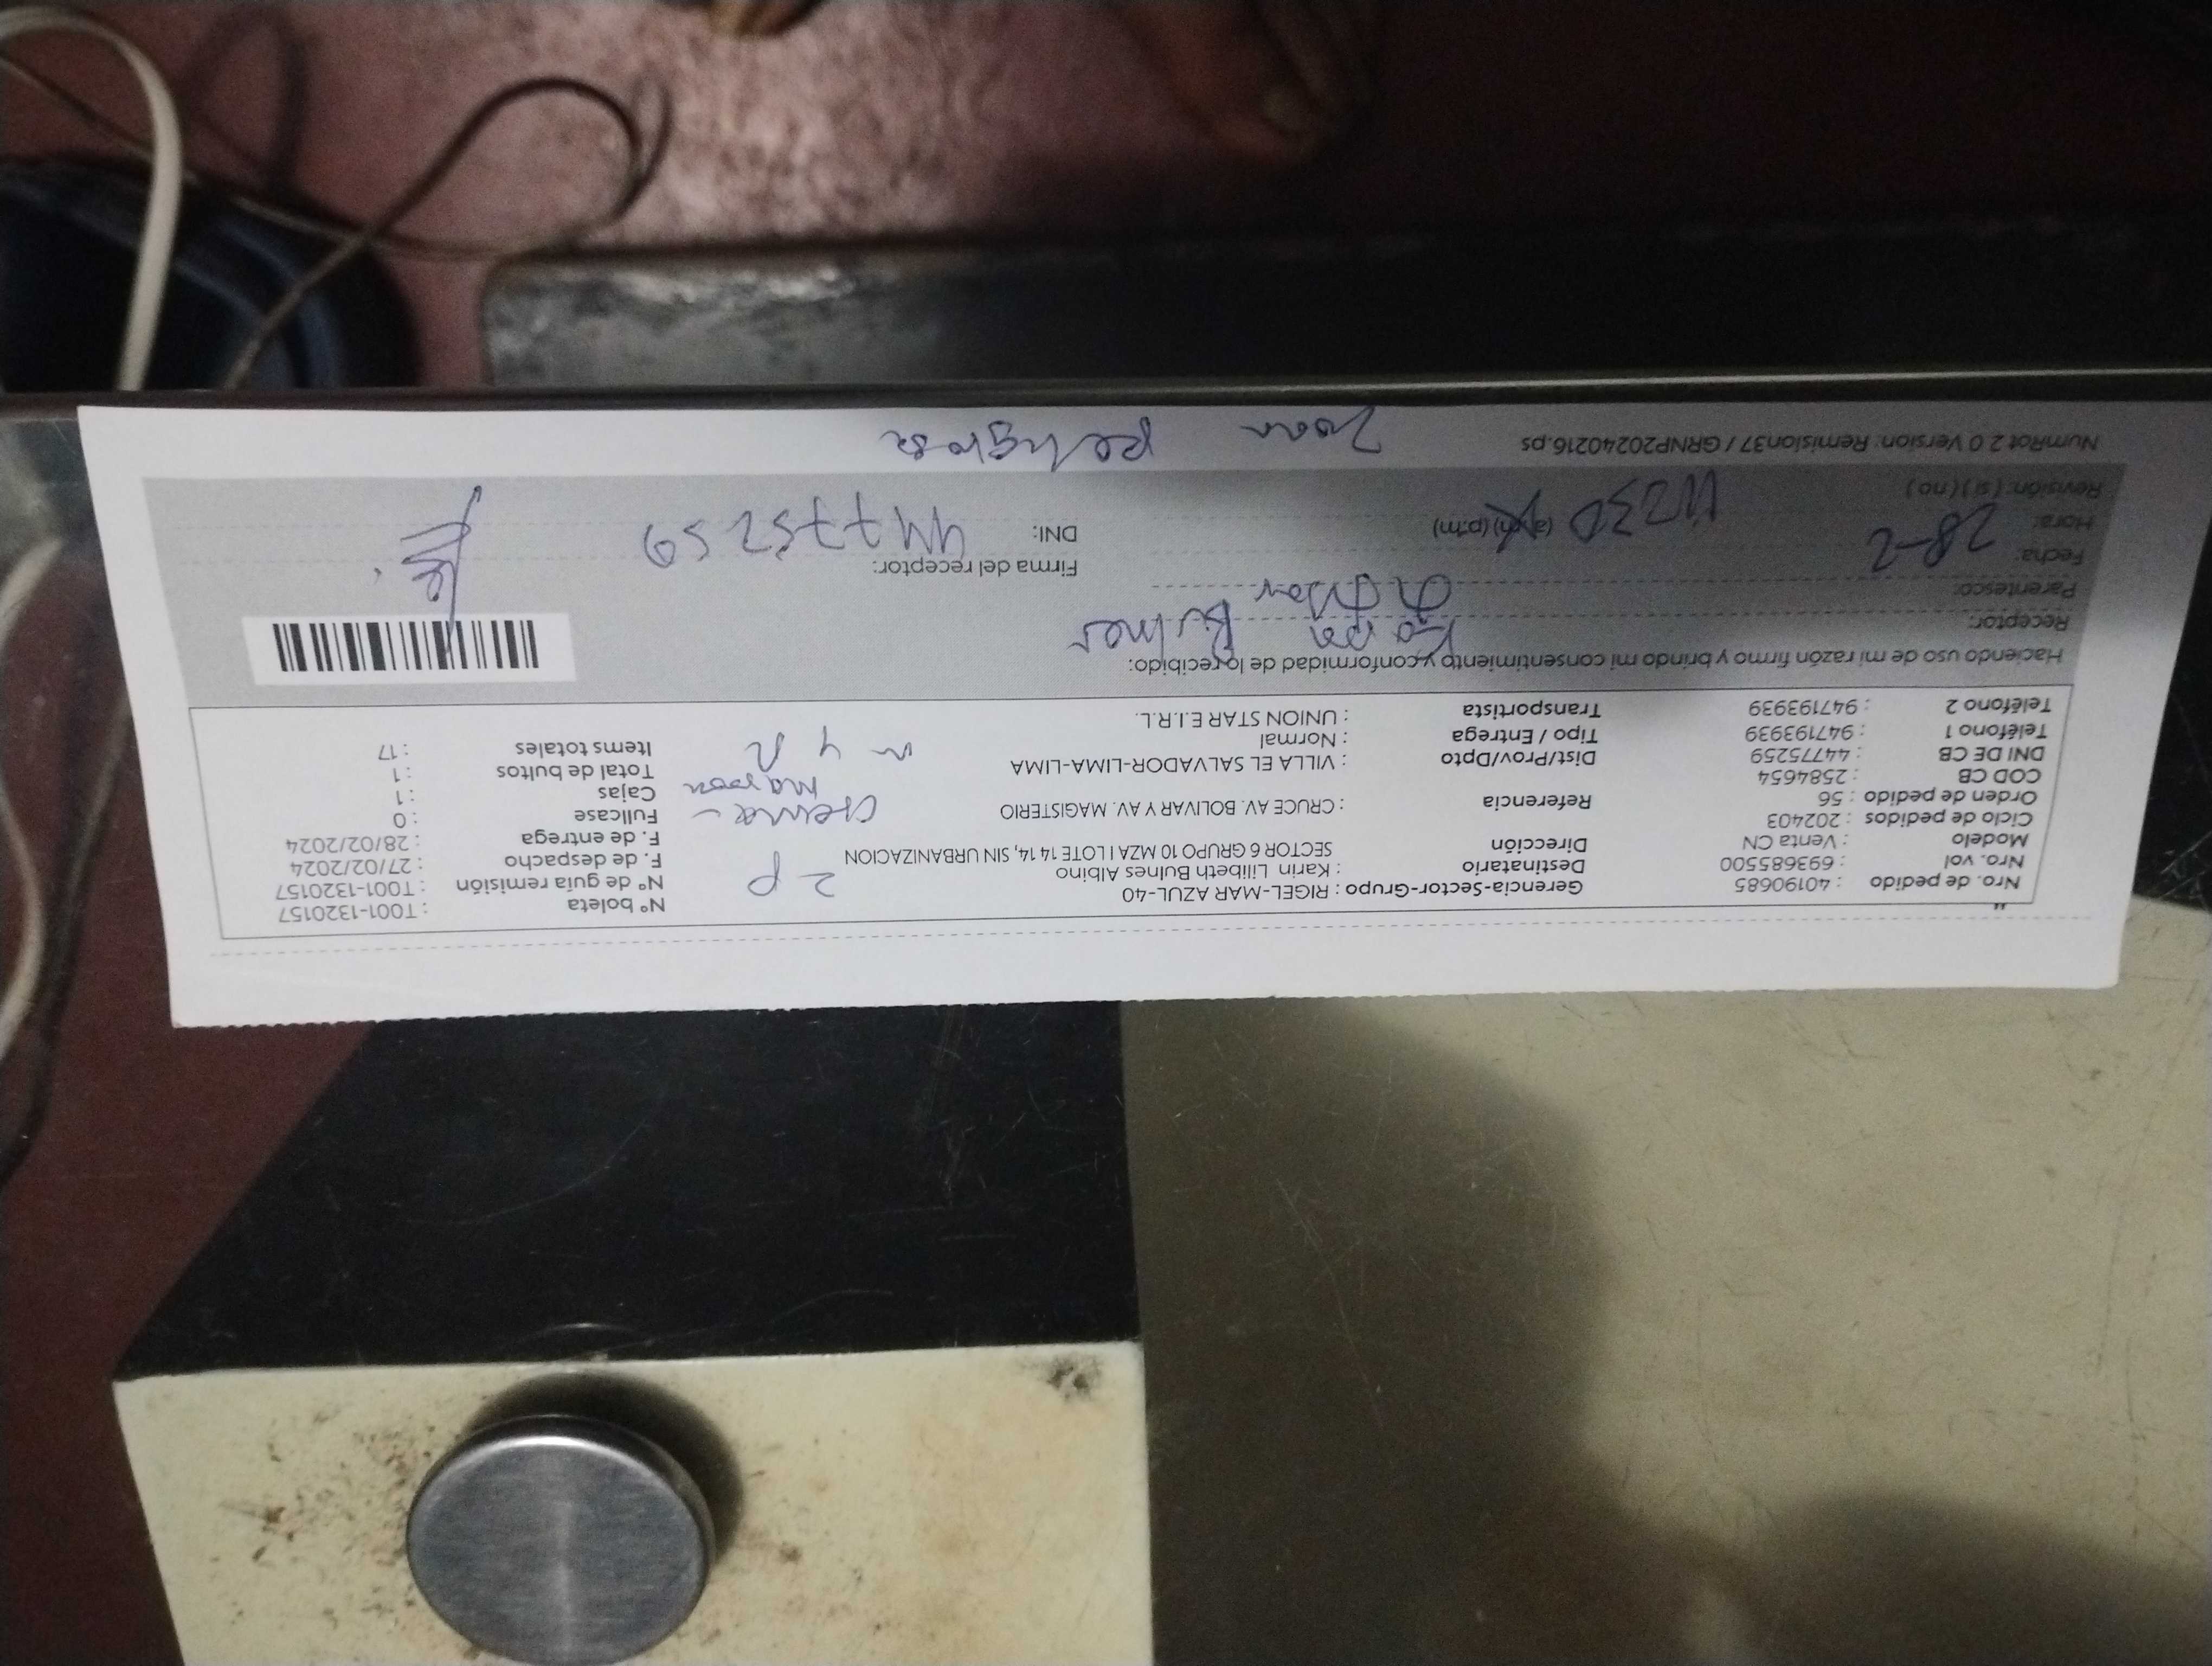 Nro. de pedido : 40190685
Nro. vol : 693685500
Modelo : Venta CN
Ciclo de pedidos : 202403
Orden de pedido : 56
COD CB : 2584654
DNI DE CB : 44775259
Teléfono 1 : 947193939
Teléfono 2 : 947193939
Gerencia-Sector-Grupo : RIGEL-MAR AZUL-40
Destinatario : Karin Lilibeth Bulnes Albino
Dirección SECTOR 6 GRUPO 10 MZA I LOTE 14 14, SIN URBANIZACION
Referencia : CRUCE AV. BOLIVAR Y AV. MAGISTERIO
Dist/Prov/Dpto : VILLA EL SALVADOR-LIMA-LIMA
Tipo / Entrega : Normal
Transportista : UNION STAR E.I.R.L.
2 P
crema -
marron
Nº boleta : T001-1320157
Nº de guía remisión : T001-1320157
F. de despacho : 27/02/2024
F. de entrega : 28/02/2024
Fullcase : 0
Cajas : 1
Total de bultos : 1
Items totales : 17
Haciendo uso de mi razón firmo y brindo mi consentimiento y conformidad de lo recibido:
Receptor: Bulnes
Parentesco: titular
Fecha: 28-2
Hora: (a.m) (p.m)
Revisión: ( si ) ( no )
Firma del receptor:
DNI: 44775259
NumRot 2.0 Version: Remision37 / GRNP20240216.ps
Zona peligrosa